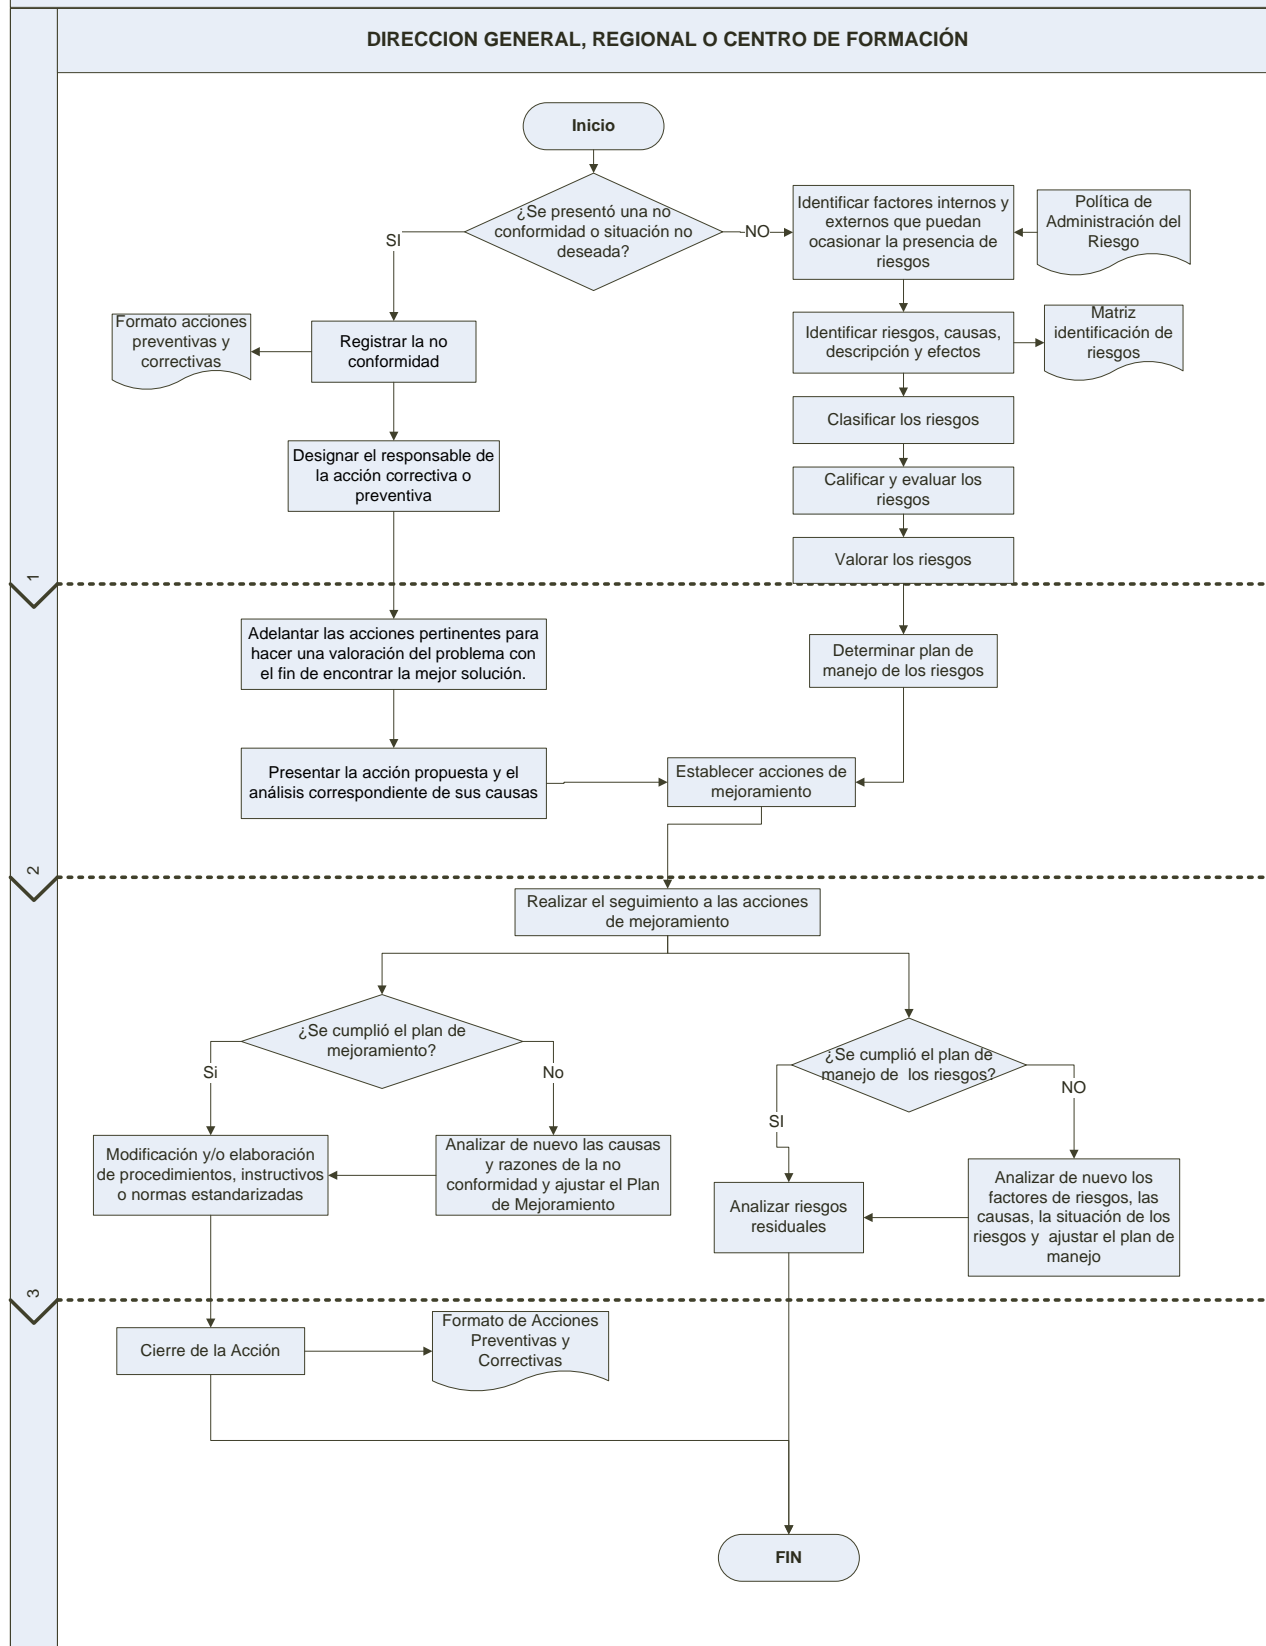 DIRECCION GENERAL, REGIONAL O CENTRO DE FORMACIÓN
Inicio
¿Se presentó una no
conformidad o situación no
deseada?
SI
NO
Identificar factores internos y
externos que puedan
ocasionar la presencia de
riesgos
Política de
Administración del
Riesgo
Formato acciones
preventivas y
correctivas
Registrar la no
conformidad
Identificar riesgos, causas,
descripción y efectos
Matriz
identificación de
riesgos
Clasificar los riesgos
Designar el responsable de
la acción correctiva o
preventiva
Calificar y evaluar los
riesgos
Valorar los riesgos
1
Adelantar las acciones pertinentes para
hacer una valoración del problema con
el fin de encontrar la mejor solución.
Determinar plan de
manejo de los riesgos
Presentar la acción propuesta y el
análisis correspondiente de sus causas
Establecer acciones de
mejoramiento
2
Realizar el seguimiento a las acciones
de mejoramiento
¿Se cumplió el plan de
mejoramiento?
Si
No
¿Se cumplió el plan de
manejo de  los riesgos?
SI
NO
Modificación y/o elaboración
de procedimientos, instructivos
o normas estandarizadas
Analizar de nuevo las causas
y razones de la no
conformidad y ajustar el Plan
de Mejoramiento
Analizar riesgos
residuales
Analizar de nuevo los
factores de riesgos, las
causas, la situación de los
riesgos y  ajustar el plan de
manejo
3
Cierre de la Acción
Formato de Acciones
Preventivas y
Correctivas
FIN